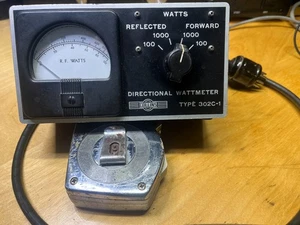 WATTS
REFLECTED FORWARD
1000 1000
100 100
R.F. WATTS
DIRECTIONAL WATTMETER
TYPE 302C-1